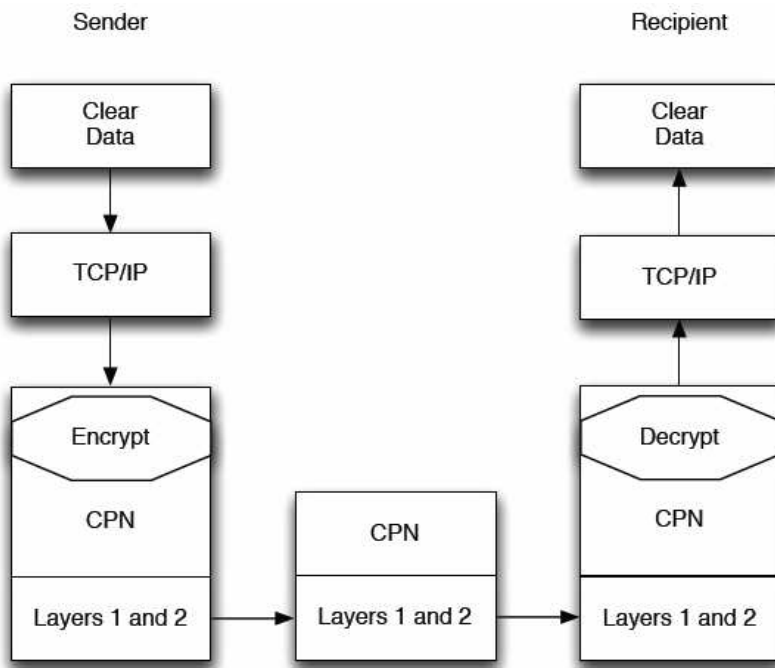 Sender
Recipient
Clear
Data
Clear
Data
TCP/IP
TCP/IP
Encrypt
Decrypt
CPN
CPN
CPN
Layers 1 and 2
Layers 1 and 2
Layers 1 and 2